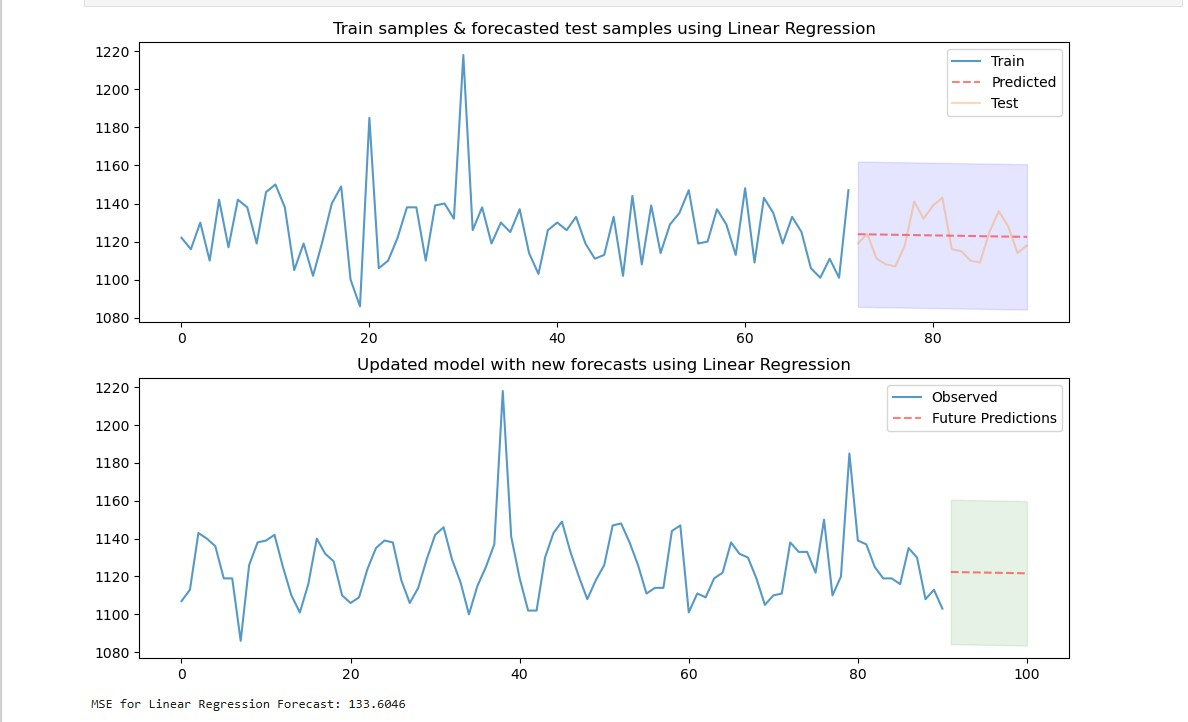 Train samples & forecasted test samples using Linear Regression
1220
1200
1180
1160
1140
1120
1100
1080
Train
Predicted
Test
0 20 40 60 80
Updated model with new forecasts using Linear Regression
1220
1200
1180
1160
1140
1120
1100
1080
Observed
Future Predictions
0 20 40 60 80 100
MSE for Linear Regression Forecast: 133.6046